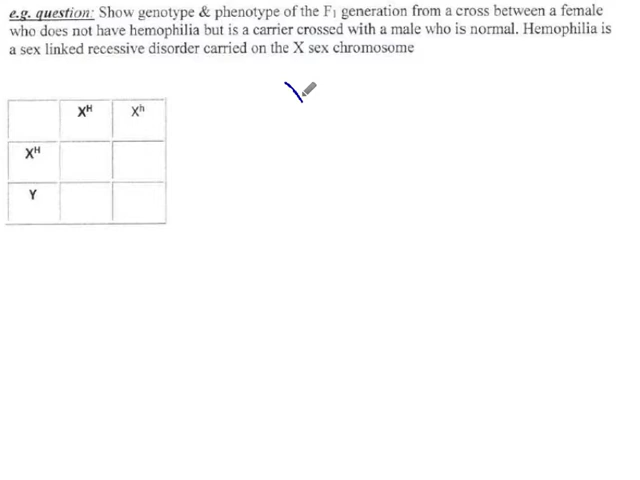 e.g. question: Show genotype & phenotype of the F₁ generation from a cross between a female
who does not have hemophilia but is a carrier crossed with a male who is normal. Hemophilia is
a sex linked recessive disorder carried on the X sex chromosome
Xᴴ Xʰ
Xᴴ
Y